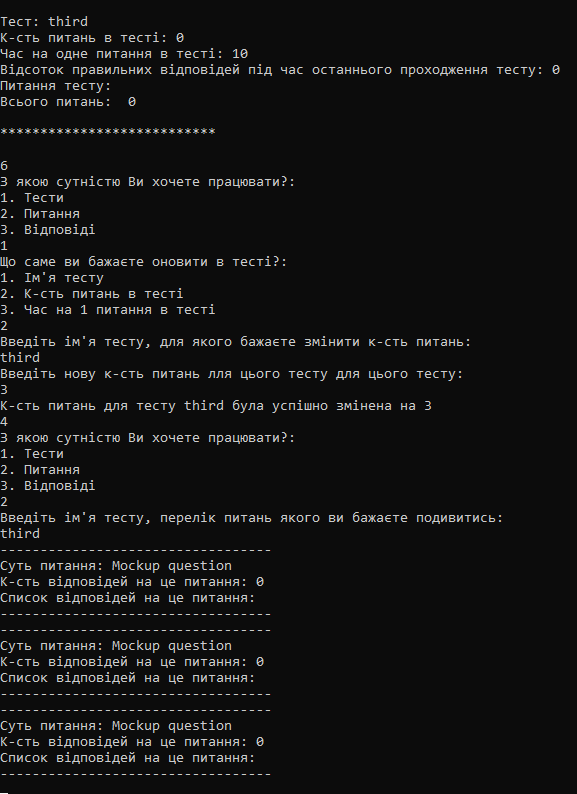 Тест: third
К-сть питань в тесті: 0
Час на одне питання в тесті: 10
Відсоток правильних відповідей під час останнього проходження тесту: 0
Питання тесту:
Всього питань:  0
***************************
6
З якою сутністю Ви хочете працювати?:
1. Тести
2. Питання
3. Відповіді
1
Що саме ви бажаєте оновити в тесті?:
1. Ім'я тесту
2. К-сть питань в тесті
3. Час на 1 питання в тесті
2
Введіть ім'я тесту, для якого бажаєте змінити к-сть питань:
third
Введіть нову к-сть питань лля цього тесту для цього тесту:
3
К-сть питань для тесту third була успішно змінена на 3
4
З якою сутністю Ви хочете працювати?:
1. Тести
2. Питання
3. Відповіді
2
Введіть ім'я тесту, перелік питань якого ви бажаєте подивитись:
third
----------------------------------
Суть питання: Mockup question
К-сть відповідей на це питання: 0
Список відповідей на це питання:
----------------------------------
----------------------------------
Суть питання: Mockup question
К-сть відповідей на це питання: 0
Список відповідей на це питання:
----------------------------------
----------------------------------
Суть питання: Mockup question
К-сть відповідей на це питання: 0
Список відповідей на це питання:
----------------------------------